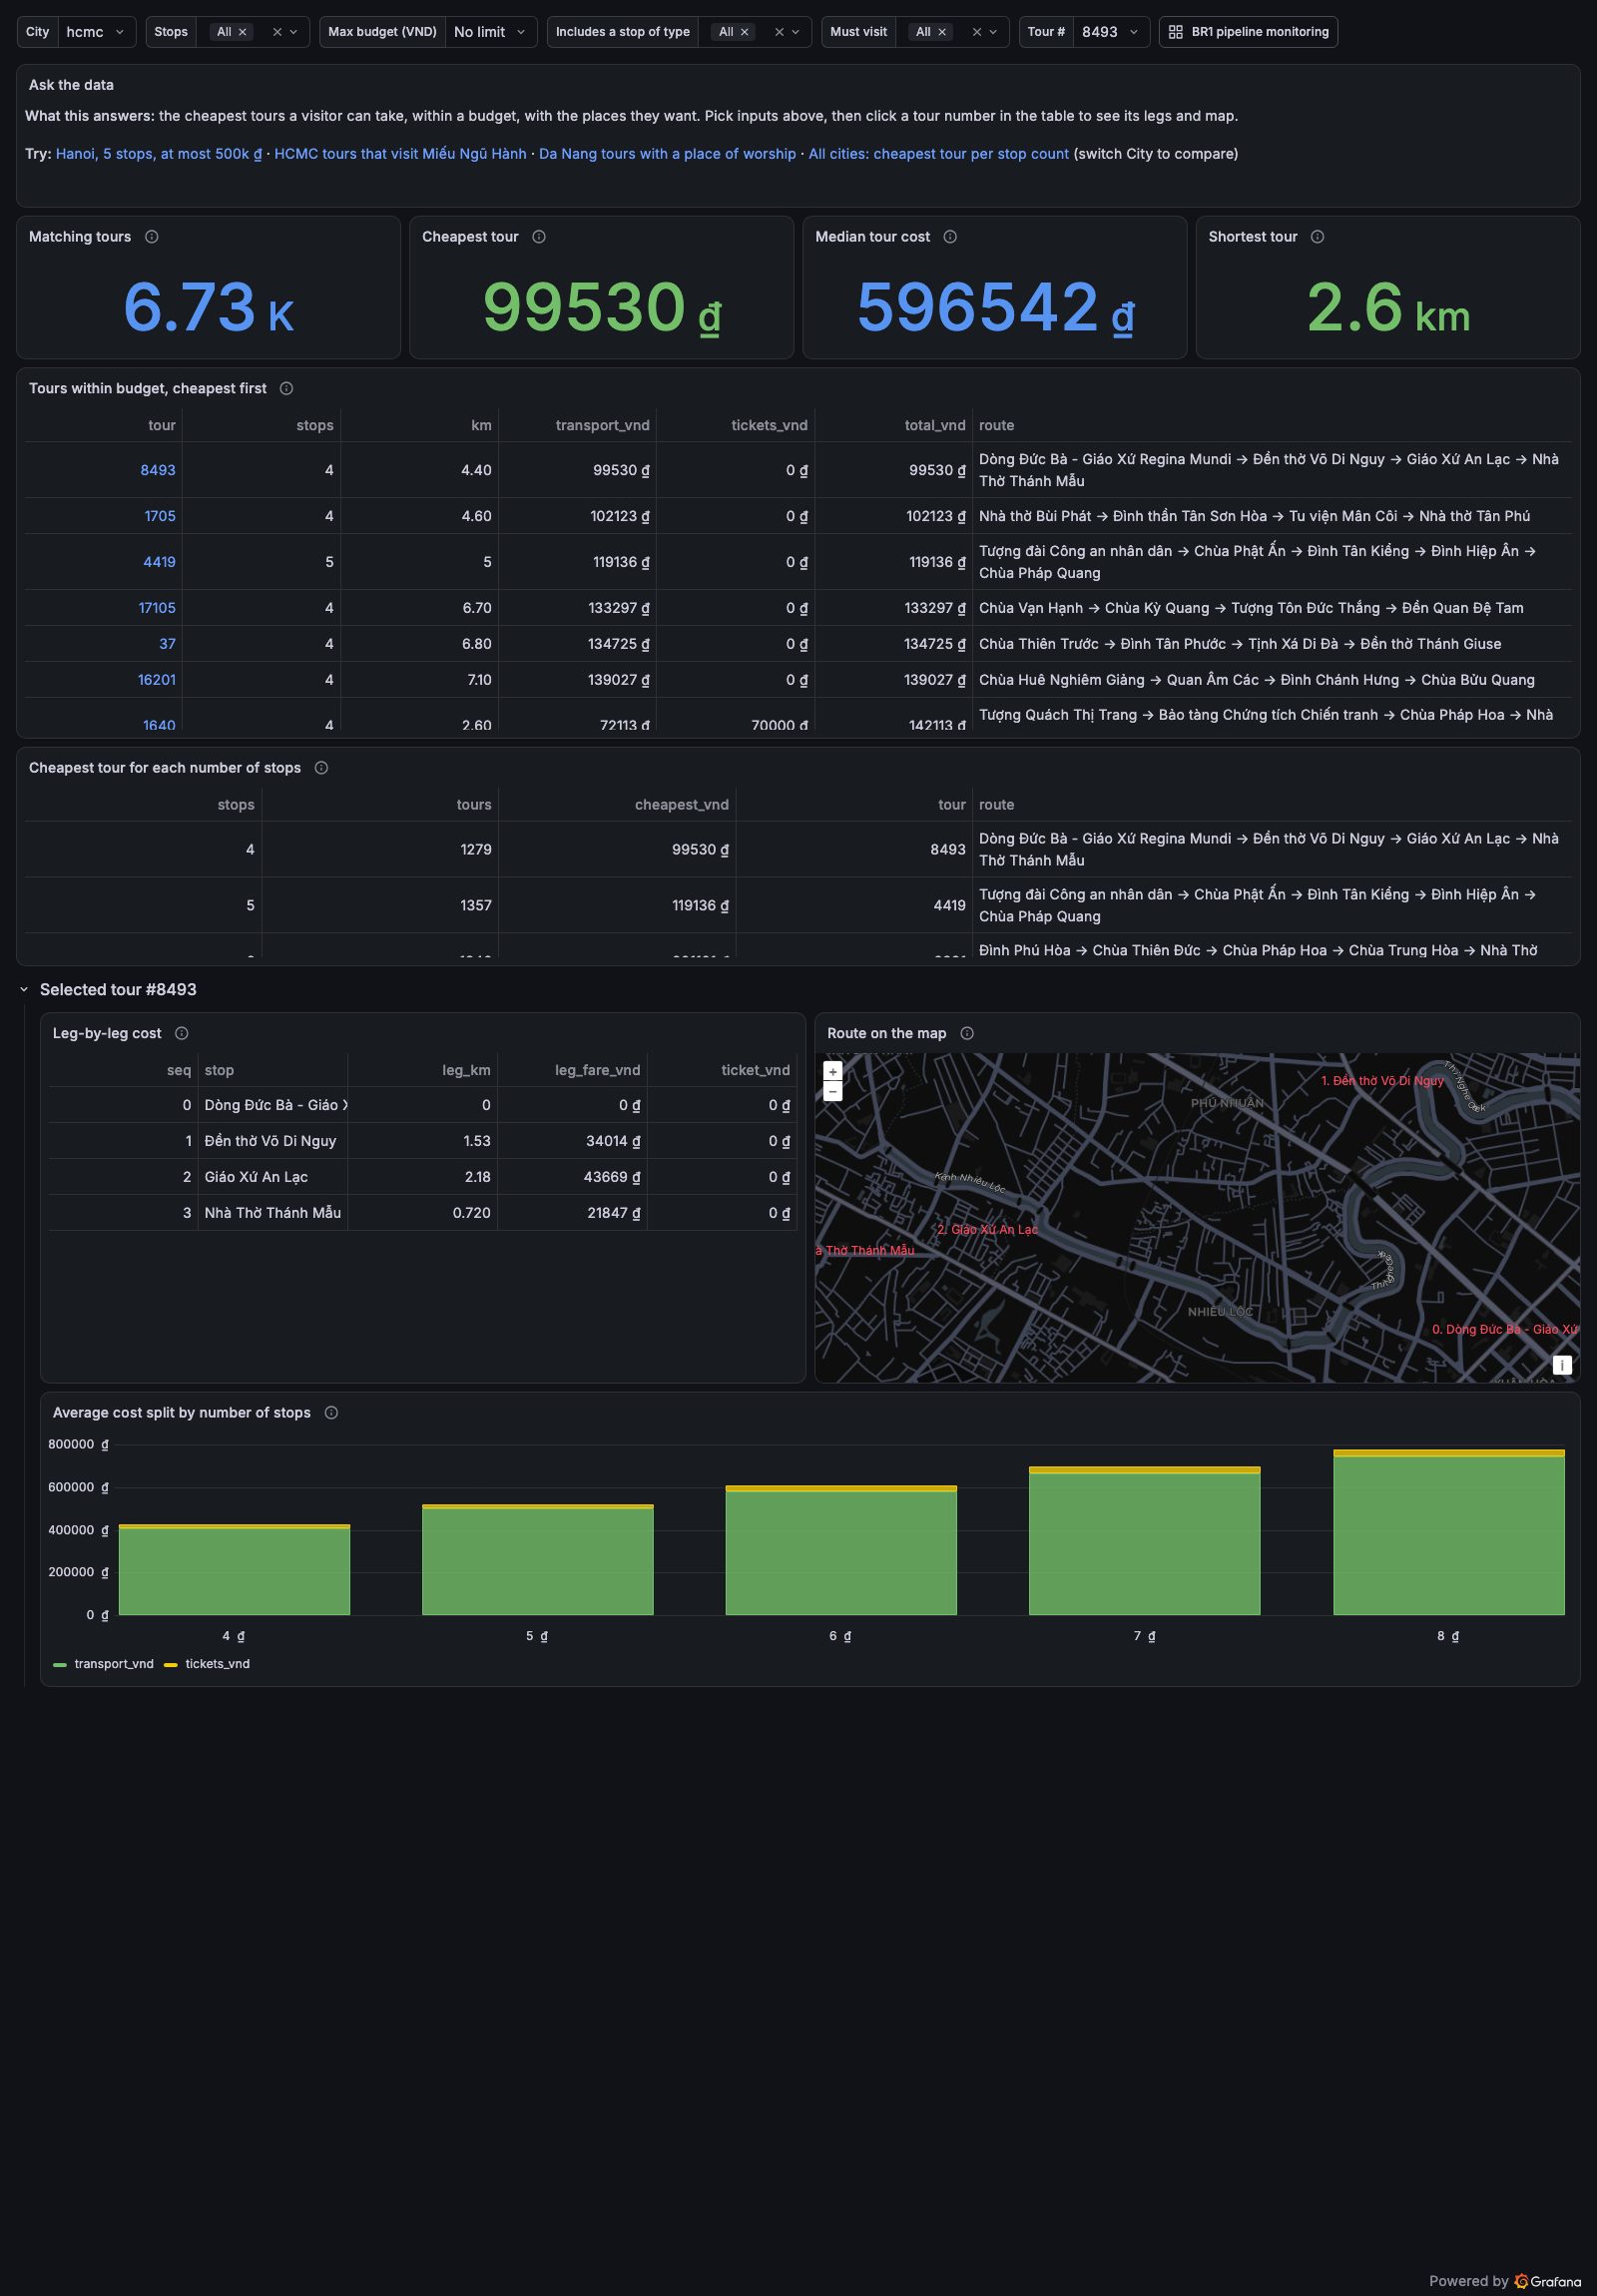 City hcmc Stops All Max budget (VND) No limit Includes a stop of type All Must visit All Tour # 8493 BR1 pipeline monitoring
Ask the data
What this answers: the cheapest tours a visitor can take, within a budget, with the places they want. Pick inputs above, then click a tour number in the table to see its legs and map.
Try: Hanoi, 5 stops, at most 500k ₫ · HCMC tours that visit Miếu Ngũ Hành · Da Nang tours with a place of worship · All cities: cheapest tour per stop count (switch City to compare)
Matching tours
6.73 K
Cheapest tour
99530 ₫
Median tour cost
596542 ₫
Shortest tour
2.6 km
Tours within budget, cheapest first
tour stops km transport_vnd tickets_vnd total_vnd route
8493 4 4.40 99530 ₫ 0 ₫ 99530 ₫ Dòng Đức Bà - Giáo Xứ Regina Mundi → Đền thờ Võ Di Nguy → Giáo Xứ An Lạc → Nhà
Thờ Thánh Mẫu
1705 4 4.60 102123 ₫ 0 ₫ 102123 ₫ Nhà thờ Bùi Phát → Đình thần Tân Sơn Hòa → Tu viện Mân Côi → Nhà thờ Tân Phú
4419 5 5 119136 ₫ 0 ₫ 119136 ₫ Tượng đài Công an nhân dân → Chùa Phật Ấn → Đình Tân Kiểng → Đình Hiệp Ân →
Chùa Pháp Quang
17105 4 6.70 133297 ₫ 0 ₫ 133297 ₫ Chùa Vạn Hạnh → Chùa Kỳ Quang → Tượng Tôn Đức Thắng → Đền Quan Đệ Tam
37 4 6.80 134725 ₫ 0 ₫ 134725 ₫ Chùa Thiên Trước → Đình Tân Phước → Tịnh Xá Di Đà → Đền thờ Thánh Giuse
16201 4 7.10 139027 ₫ 0 ₫ 139027 ₫ Chùa Huê Nghiêm Giảng → Quan Âm Các → Đình Chánh Hưng → Chùa Bửu Quang
1640 4 2.60 72113 ₫ 70000 ₫ 142113 ₫ Tượng Quách Thị Trang → Bảo tàng Chứng tích Chiến tranh → Chùa Pháp Hoa → Nhà
Cheapest tour for each number of stops
stops tours cheapest_vnd tour route
4 1279 99530 ₫ 8493 Dòng Đức Bà - Giáo Xứ Regina Mundi → Đền thờ Võ Di Nguy → Giáo Xứ An Lạc → Nhà
Thờ Thánh Mẫu
5 1357 119136 ₫ 4419 Tượng đài Công an nhân dân → Chùa Phật Ấn → Đình Tân Kiểng → Đình Hiệp Ân →
Chùa Pháp Quang
Đình Phú Hòa → Chùa Thiên Đức → Chùa Pháp Hoa → Chùa Trung Hòa → Nhà Thờ
Selected tour #8493
Leg-by-leg cost
seq stop leg_km leg_fare_vnd ticket_vnd
0 Dòng Đức Bà - Giáo 0 0 ₫ 0 ₫
1 Đền thờ Võ Di Nguy 1.53 34014 ₫ 0 ₫
2 Giáo Xứ An Lạc 2.18 43669 ₫ 0 ₫
3 Nhà Thờ Thánh Mẫu 0.720 21847 ₫ 0 ₫
Route on the map
+
−
1. Đền thờ Võ Di Nguy
PHÚ NHUẬN
Kênh Nhiêu Lộc
2. Giáo Xứ An Lạc
Thờ Thánh Mẫu
NHIÊU LỘC
0. Dòng Đức Bà - Giáo Xứ
i
Average cost split by number of stops
800000 ₫
600000 ₫
400000 ₫
200000 ₫
0 ₫
4 ₫ 5 ₫ 6 ₫ 7 ₫ 8 ₫
transport_vnd tickets_vnd
Powered by Grafana